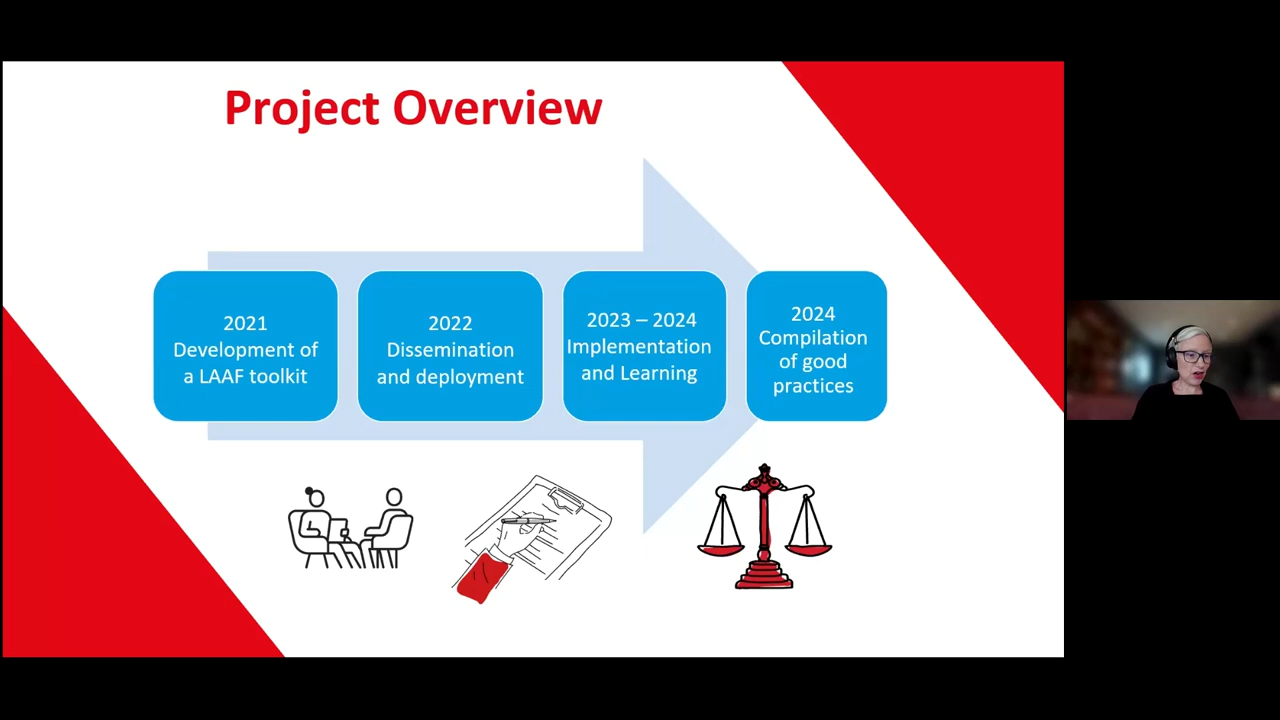 Project Overview
2021
Development of
a LAAF toolkit
2022
Dissemination
and deployment
2023 – 2024
Implementation
and Learning
2024
Compilation
of good
practices